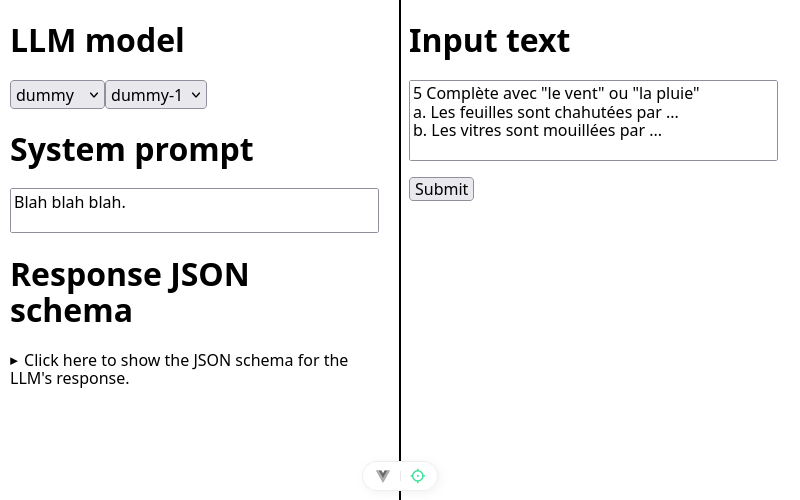 LLM model
dummy dummy-1
System prompt
Blah blah blah.
Response JSON
schema
▸ Click here to show the JSON schema for the
LLM's response.
Input text
5 Complète avec "le vent" ou "la pluie"
a. Les feuilles sont chahutées par ...
b. Les vitres sont mouillées par ...
Submit